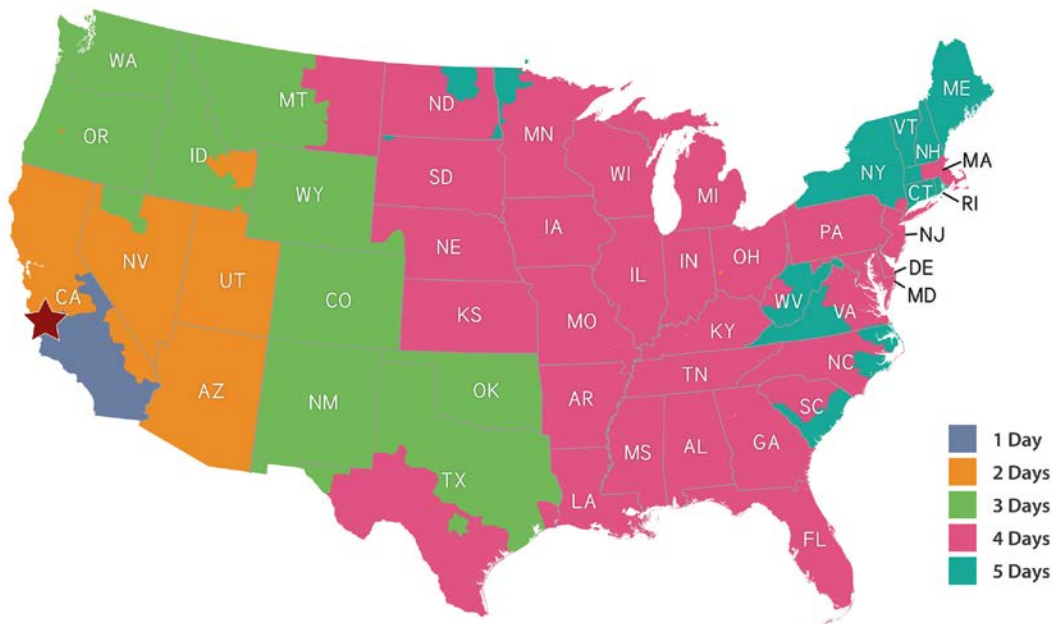 WA
MT
ND
ME
OR
MN
VT
NH
ID
MA
WY
SD
WI
NY
MI
CT
RI
IA
PA
NE
NJ
NV
OH
UT
IL
IN
DE
CA
CO
MD
WV
KS
MO
VA
KY
NC
TN
AZ
OK
NM
AR
SC
MS
AL
GA
1 Day
TX
2 Days
LA
3 Days
FL
4 Days
5 Days